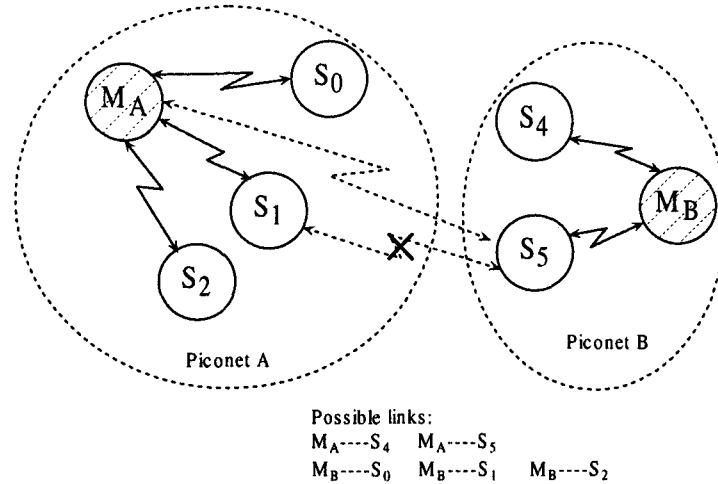 S0
MA
S1
S2
Piconet A
S4
MB
S5
Piconet B
Possible links:
MA----S4 MA----S5
MB----S0 MB----S1 MB----S2